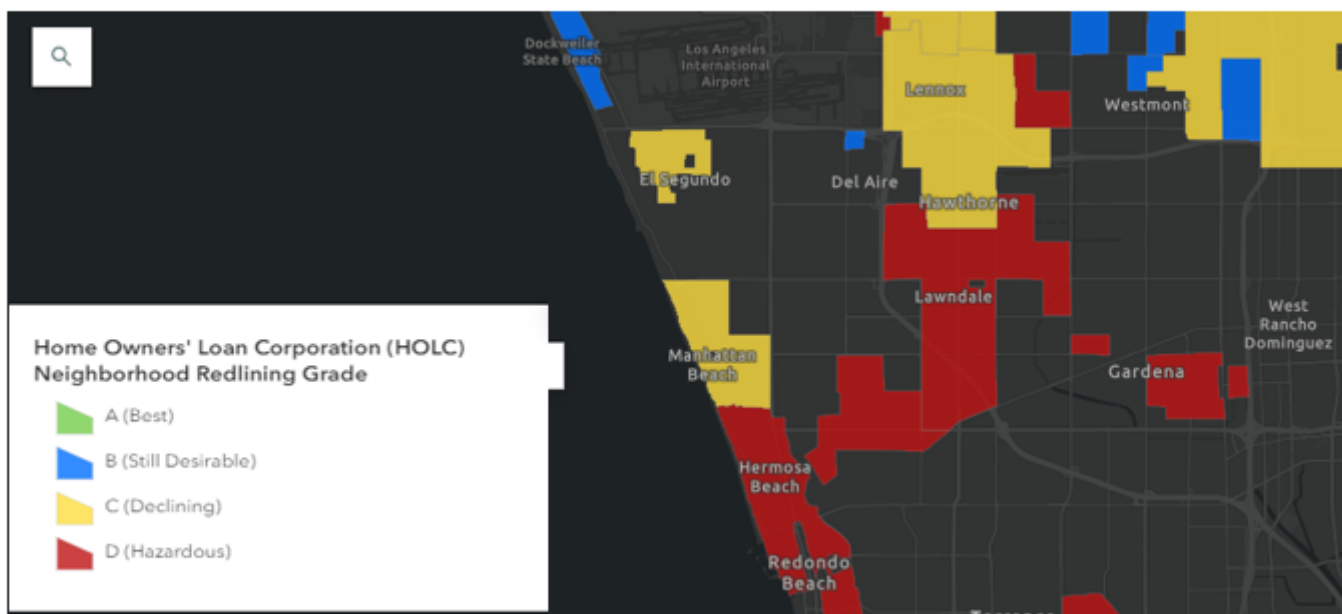 Dockweiler
State Beach
Los Angeles
International
Airport
Lennox
Westmont
El Segundo
Del Aire
Hawthorne
Lawndale
West
Rancho
Dominguez
Manhattan
Beach
Gardena
Hermosa
Beach
Redondo
Beach
Home Owners' Loan Corporation (HOLC)
Neighborhood Redlining Grade
A (Best)
B (Still Desirable)
C (Declining)
D (Hazardous)